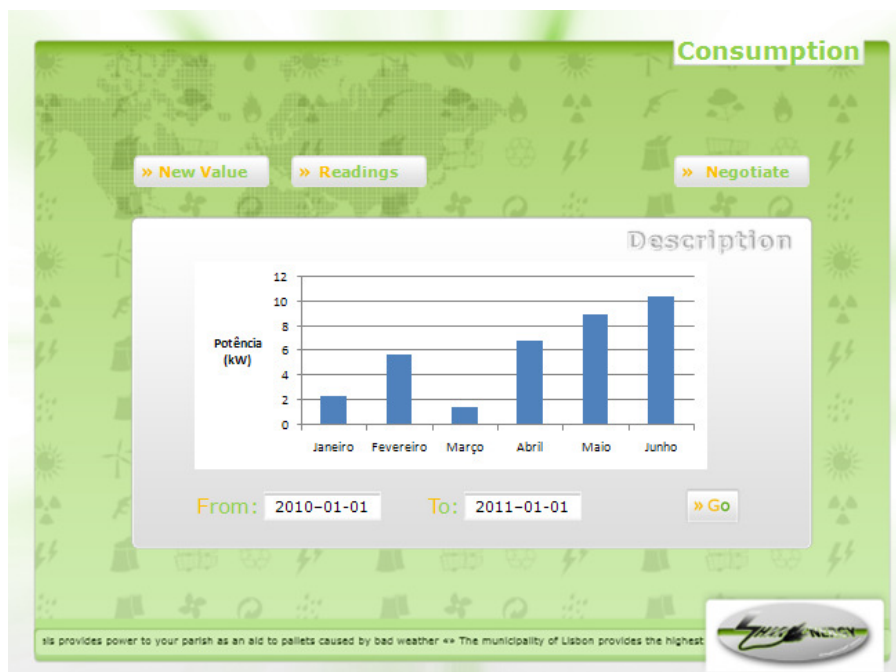 Consumption
» New Value
» Readings
» Negotiate
Description
12
10
8
6
4
2
0
Potência
(kW)
Janeiro Fevereiro Março Abril Maio Junho
From: 2010-01-01 To: 2011-01-01 » Go
provides power to your parish as an aid to pallets caused by bad weather «» The municipality of Lisbon provides the highest